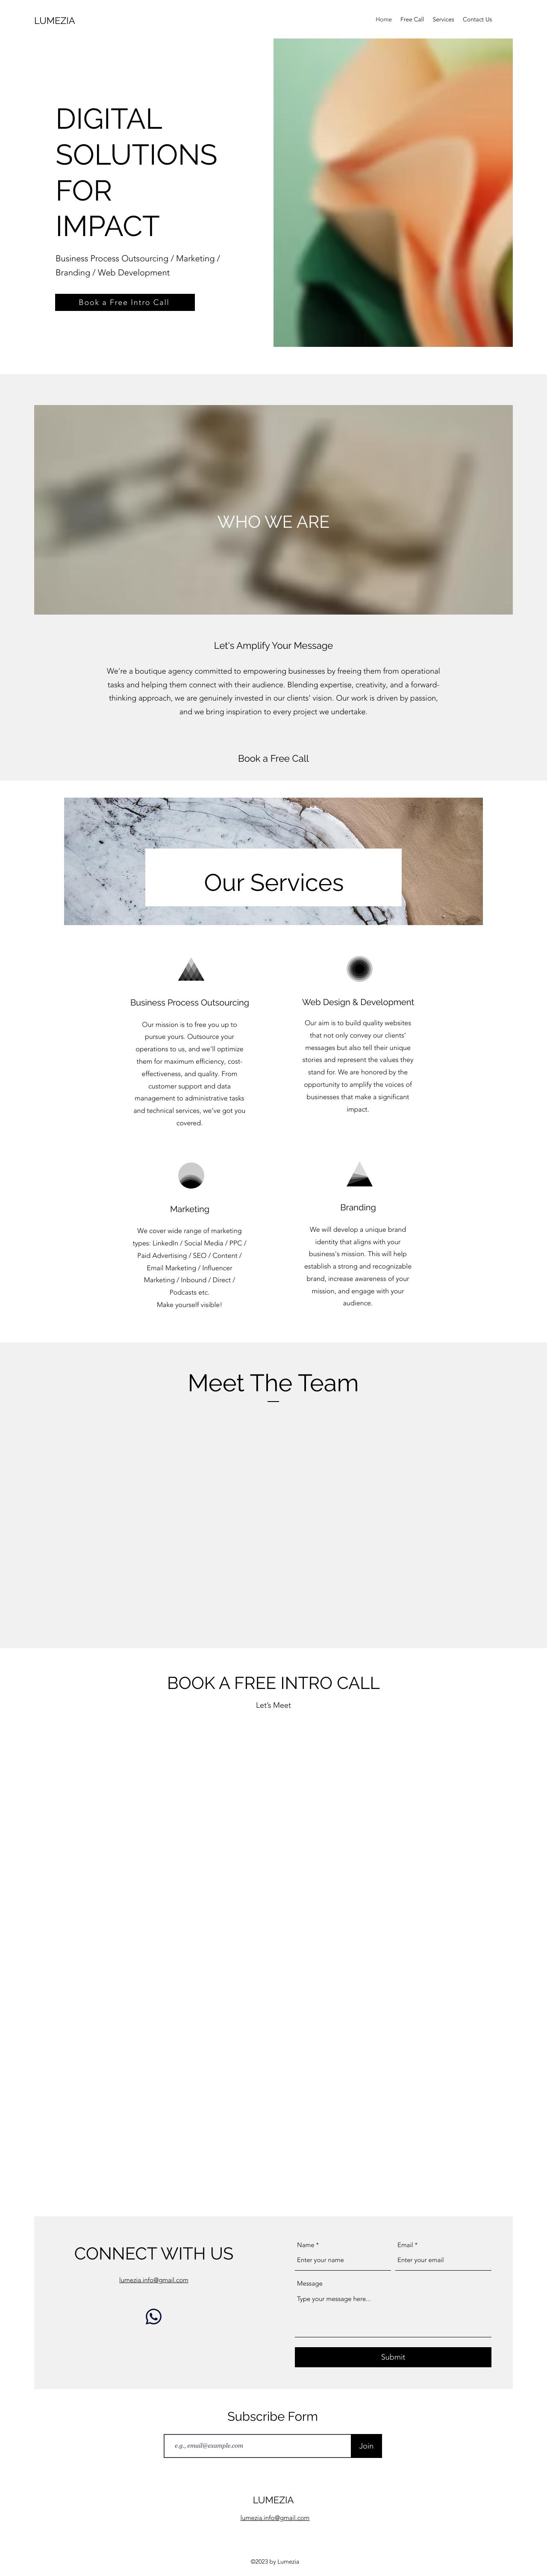 LUMEZIA
Home
Free Call
Services
Contact Us
DIGITAL
SOLUTIONS
FOR
IMPACT
Business Process Outsourcing / Marketing /
Branding / Web Development
Book a Free Intro Call
WHO WE ARE
Let's Amplify Your Message
We're a boutique agency committed to empowering businesses by freeing them from operational
tasks and helping them connect with their audience. Blending expertise, creativity, and a forward-
thinking approach, we are genuinely invested in our clients' vision. Our work is driven by passion,
and we bring inspiration to every project we undertake.
Book a Free Call
Our Services
Business Process Outsourcing
Our mission is to free you up to
pursue yours. Outsource your
operations to us, and we'll optimize
them for maximum efficiency, cost-
effectiveness, and quality. From
customer support and data
management to administrative tasks
and technical services, we've got you
covered.
Web Design & Development
Our aim is to build quality websites
that not only convey our clients'
messages but also tell their unique
stories and represent the values they
stand for. We are honored by the
opportunity to amplify the voices of
businesses that make a significant
impact.
Marketing
We cover wide range of marketing
types: LinkedIn / Social Media / PPC /
Paid Advertising / SEO / Content /
Email Marketing / Influencer
Marketing / Inbound / Direct /
Podcasts etc.
Make yourself visible!
Branding
We will develop a unique brand
identity that aligns with your
business's mission. This will help
establish a strong and recognizable
brand, increase awareness of your
mission, and engage with your
audience.
Meet The Team
BOOK A FREE INTRO CALL
Let's Meet
CONNECT WITH US
lumezia.info@gmail.com
Name *
Email *
Enter your name
Enter your email
Message
Type your message here...
Submit
Subscribe Form
e.g., email@example.com
Join
LUMEZIA
lumezia.info@gmail.com
©2023 by Lumezia